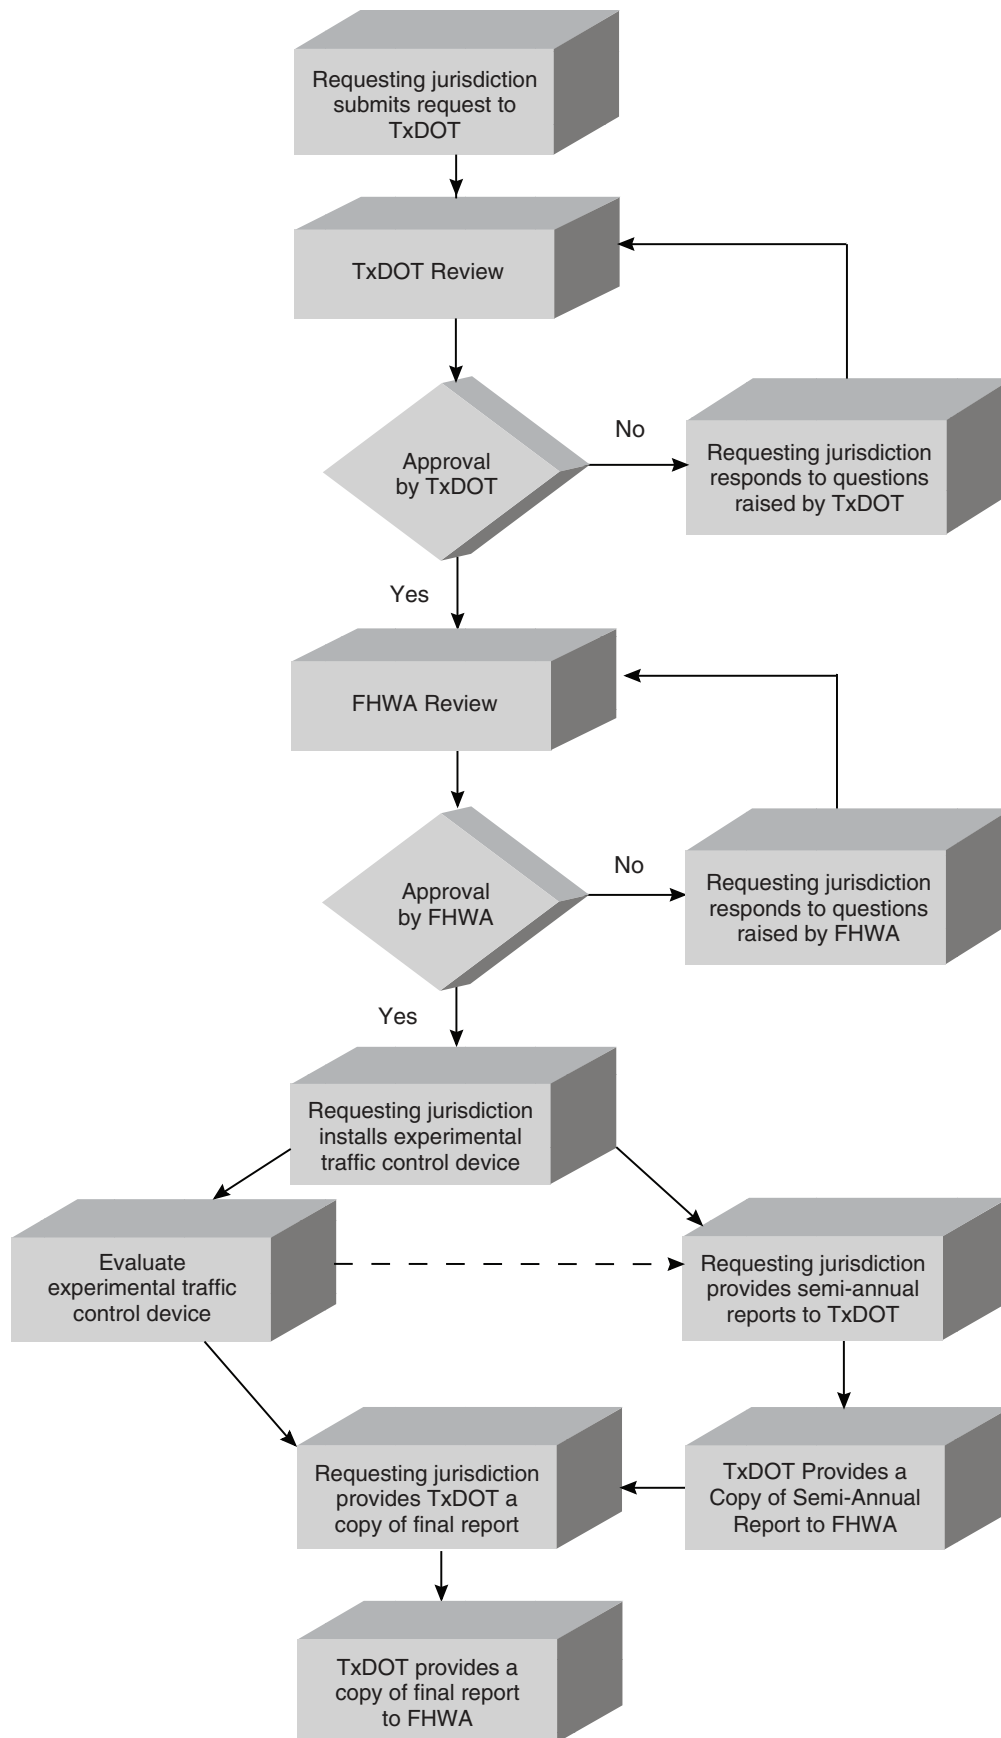 Requesting jurisdiction
submits request to
TxDOT
TxDOT Review
Approval
by TxDOT
No
Requesting jurisdiction
responds to questions
raised by TxDOT
Yes
FHWA Review
Approval
by FHWA
No
Requesting jurisdiction
responds to questions
raised by FHWA
Yes
Requesting jurisdiction
installs experimental
traffic control device
Evaluate
experimental traffic
control device
Requesting jurisdiction
provides semi-annual
reports to TxDOT
Requesting jurisdiction
provides TxDOT a
copy of final report
TxDOT Provides a
Copy of Semi-Annual
Report to FHWA
TxDOT provides a
copy of final report
to FHWA